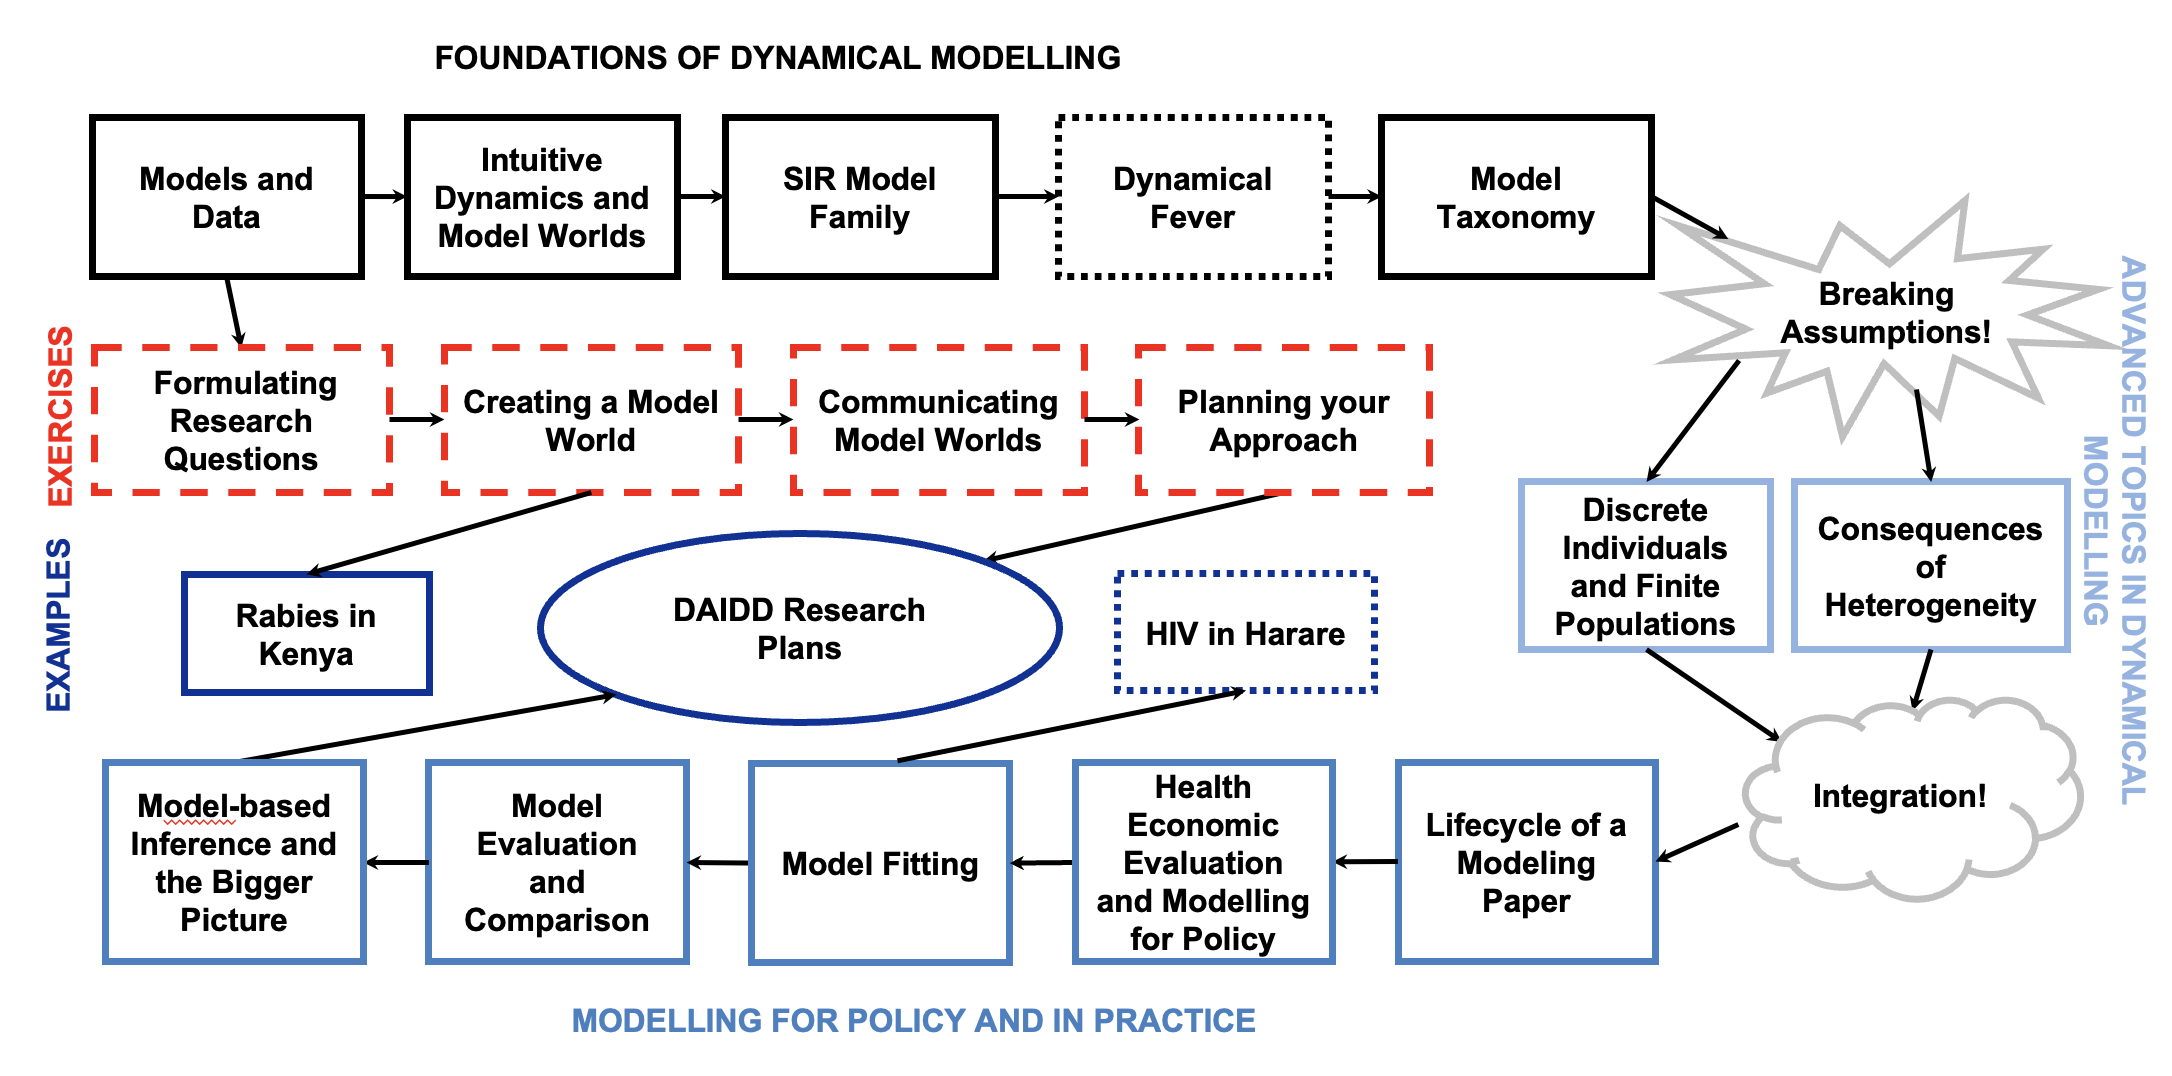 FOUNDATIONS OF DYNAMICAL MODELLING
Models and
Data
Intuitive
Dynamics and
Model Worlds
SIR Model
Family
Dynamical
Fever
Model
Taxonomy
Breaking
Assumptions!
ADVANCED TOPICS IN DYNAMICAL
MODELLING
EXERCISES
Formulating
Research
Questions
Creating a Model
World
Communicating
Model Worlds
Planning your
Approach
Discrete
Individuals
and Finite
Populations
Consequences
of
Heterogeneity
EXAMPLES
Rabies in
Kenya
DAIDD Research
Plans
HIV in Harare
Integration!
Model-based
Inference and
the Bigger
Picture
Model
Evaluation
and
Comparison
Model Fitting
Health
Economic
Evaluation
and Modelling
for Policy
Lifecycle of a
Modeling
Paper
MODELLING FOR POLICY AND IN PRACTICE